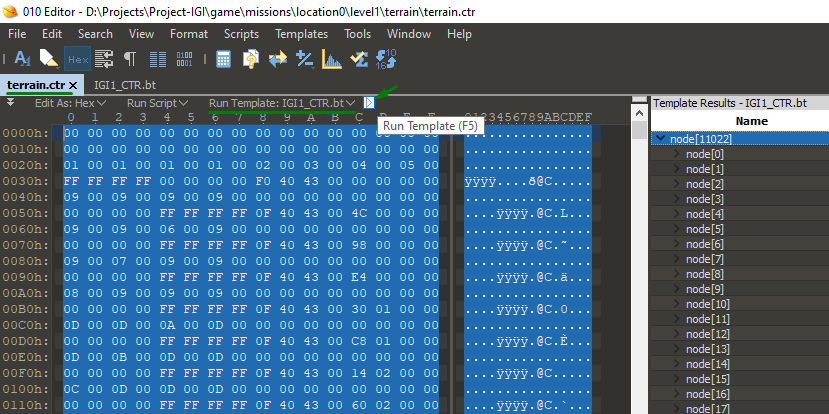 010 Editor - D:\Projects\Project-IGI\game\missions\location0\level1\terrain\terrain.ctr
File Edit Search View Format Scripts Templates Tools Window Help
Hex
terrain.ctr × IGI1_CTR.bt
Edit As: Hex Run Script Run Template: IGI1_CTR.bt
Run Template (F5)
0 1 2 3 4 5 6 7 8 9 A B C D E F 0123456789ABCDEF
0000h: 00 00 00 00 00 00 00 00 00 00 00 00 00 00 00 00 ................
0010h: 00 00 00 00 00 00 00 00 00 00 00 00 00 00 00 00 ................
0020h: 01 00 01 00 01 00 01 00 02 00 03 00 04 00 05 00 ................
0030h: FF FF FF FF 00 00 00 00 F0 40 43 00 00 00 00 00 ÿÿÿÿ....ð@C.....
0040h: 09 00 09 00 09 00 09 00 00 00 00 00 00 00 00 00 ................
0050h: 00 00 00 00 FF FF FF FF 0F 40 43 00 4C 00 00 00 ....ÿÿÿÿ.@C.L...
0060h: 09 00 09 00 06 00 09 00 00 00 00 00 00 00 00 00 ................
0070h: 00 00 00 00 FF FF FF FF 0F 40 43 00 98 00 00 00 ....ÿÿÿÿ.@C.˜...
0080h: 09 00 07 00 09 00 09 00 00 00 00 00 00 00 00 00 ................
0090h: 00 00 00 00 FF FF FF FF 0F 40 43 00 E4 00 00 00 ....ÿÿÿÿ.@C.ä...
00A0h: 08 00 09 00 09 00 09 00 00 00 00 00 00 00 00 00 ................
00B0h: 00 00 00 00 FF FF FF FF 0F 40 43 00 30 01 00 00 ....ÿÿÿÿ.@C.0...
00C0h: 0D 00 0D 00 0A 00 0D 00 00 00 00 00 00 00 00 00 ................
00D0h: 00 00 00 00 FF FF FF FF 0F 40 43 00 C8 01 00 00 ....ÿÿÿÿ.@C.È...
00E0h: 0D 00 0B 00 0D 00 0D 00 00 00 00 00 00 00 00 00 ................
00F0h: 00 00 00 00 FF FF FF FF 0F 40 43 00 14 02 00 00 ....ÿÿÿÿ.@C.....
0100h: 0C 00 0D 00 0D 00 0D 00 00 00 00 00 00 00 00 00 ................
0110h: 00 00 00 00 FF FF FF FF 0F 40 43 00 60 02 00 00 ....ÿÿÿÿ.@C.`...
Template Results - IGI1_CTR.bt
Name
node[11022]
node[0]
node[1]
node[2]
node[3]
node[4]
node[5]
node[6]
node[7]
node[8]
node[9]
node[10]
node[11]
node[12]
node[13]
node[14]
node[15]
node[16]
node[17]